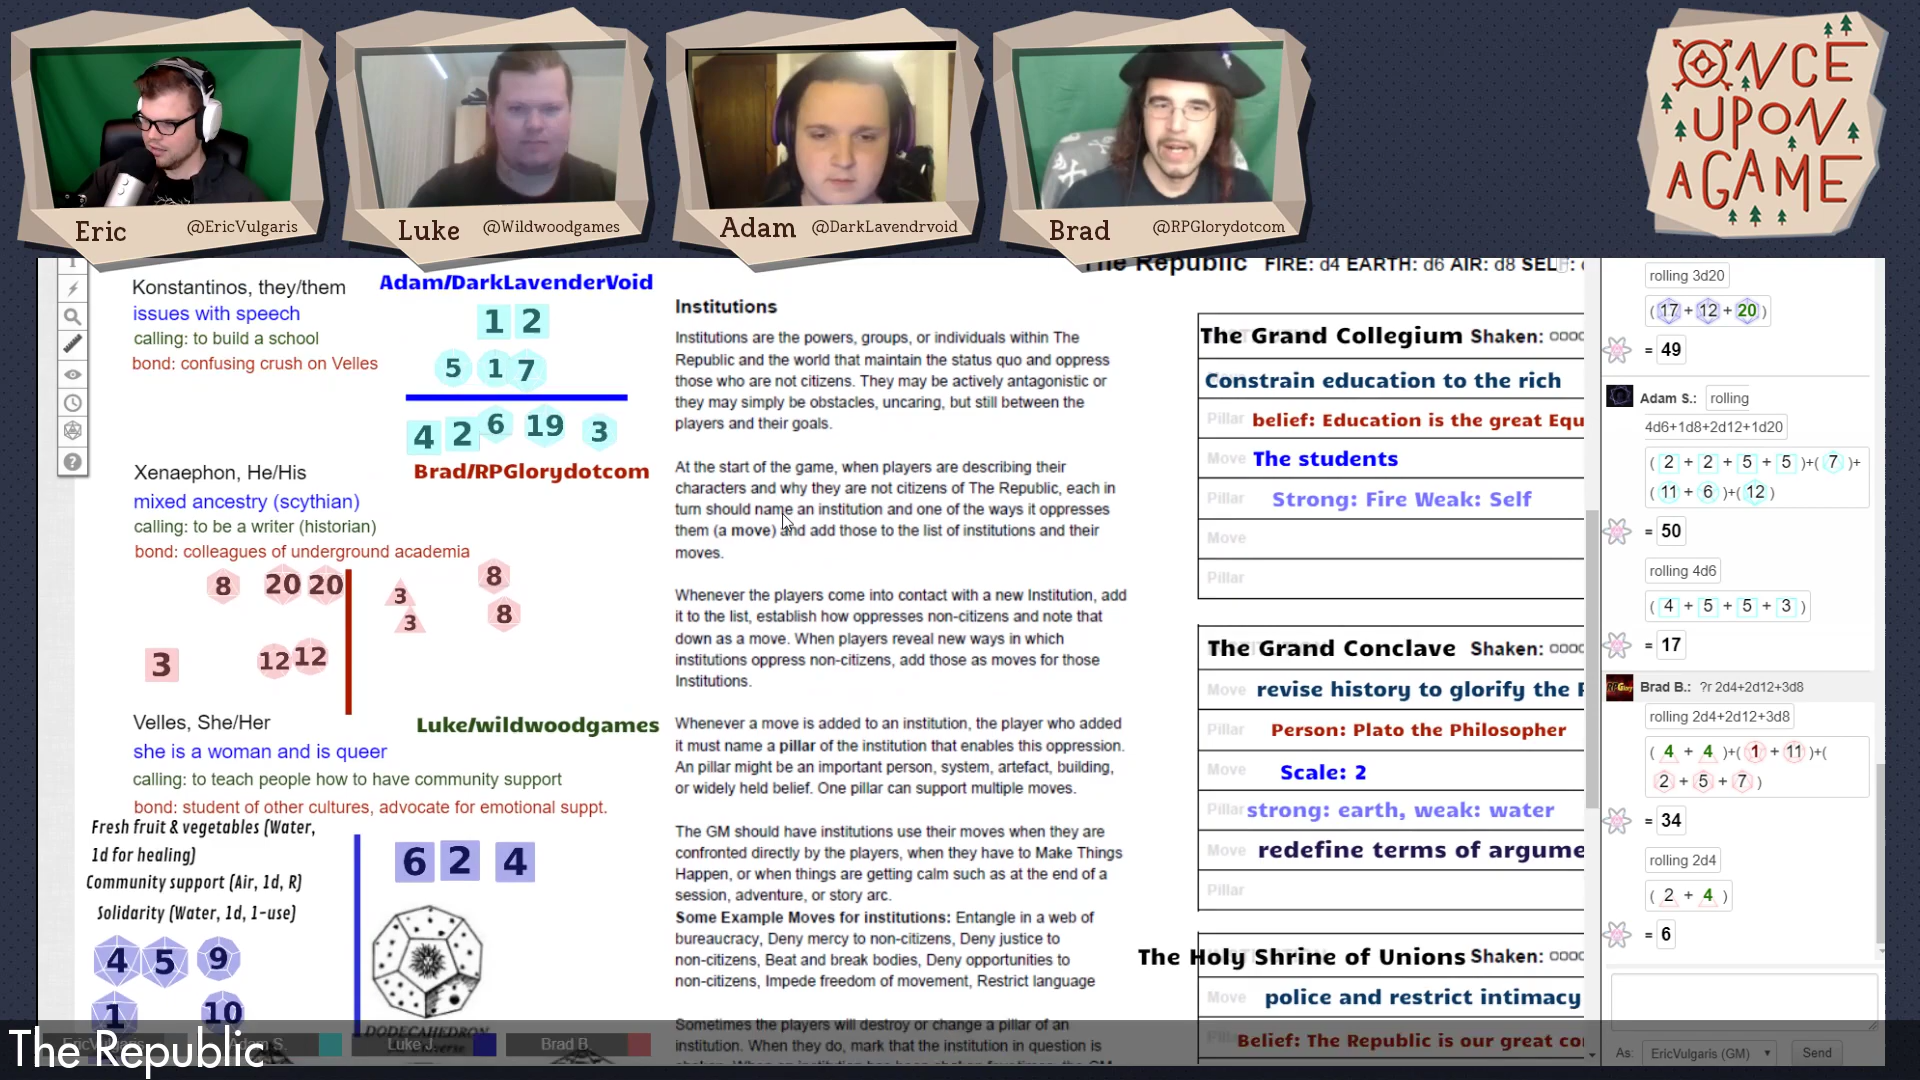 Eric @EricVulgaris
Luke @Wildwoodgames
Adam @DarkLavendrvoid
Brad @RPGlorydotcom
ONCE
UPON
A GAME
Konstantinos, they/them
issues with speech
calling: to build a school
bond: confusing crush on Velles
Adam/DarkLavenderVoid
1 2
5 1 7
4 2 6 19 3
Xenaephon, He/His
mixed ancestry (scythian)
calling: to be a writer (historian)
bond: colleagues of underground academia
Brad/RPGlorydotcom
8 20 20 3 8
3 8
3 12 12
Velles, She/Her
she is a woman and is queer
calling: to teach people how to have community support
bond: student of other cultures, advocate for emotional suppt.
Luke/wildwoodgames
Fresh fruit & vegetables (Water,
1d for healing)
Community support (Air, 1d, R)
Solidarity (Water, 1d, 1-use)
6 2 4
4 5 9
1 10
DODECAHEDRON
Institutions
Institutions are the powers, groups, or individuals within The
Republic and the world that maintain the status quo and oppress
those who are not citizens. They may be actively antagonistic or
they may simply be obstacles, uncaring, but still between the
players and their goals.
At the start of the game, when players are describing their
characters and why they are not citizens of The Republic, each in
turn should name an institution and one of the ways it oppresses
them (a move) and add those to the list of institutions and their
moves.
Whenever the players come into contact with a new Institution, add
it to the list, establish how oppresses non-citizens and note that
down as a move. When players reveal new ways in which
institutions oppress non-citizens, add those as moves for those
Institutions.
Whenever a move is added to an institution, the player who added
it must name a pillar of the institution that enables this oppression.
An pillar might be an important person, system, artefact, building,
or widely held belief. One pillar can support multiple moves.
The GM should have institutions use their moves when they are
confronted directly by the players, when they have to Make Things
Happen, or when things are getting calm such as at the end of a
session, adventure, or story arc.
Some Example Moves for institutions: Entangle in a web of
bureaucracy, Deny mercy to non-citizens, Deny justice to
non-citizens, Beat and break bodies, Deny opportunities to
non-citizens, Impede freedom of movement, Restrict language
Sometimes the players will destroy or change a pillar of an
institution. When they do, mark that the institution in question is
The Republic FIRE: d4 EARTH: d6 AIR: d8 SEL
The Grand Collegium Shaken:
Constrain education to the rich
Pillar belief: Education is the great Equ
Move The students
Pillar Strong: Fire Weak: Self
Move
Pillar
The Grand Conclave Shaken:
Move revise history to glorify the
Pillar Person: Plato the Philosopher
Move Scale: 2
Pillar strong: earth, weak: water
Move redefine terms of argume
Pillar
The Holy Shrine of Unions Shaken:
Move police and restrict intimacy
Belief: The Republic is our great co
rolling 3d20
(17 + 12 + 20)
= 49
Adam S.: rolling
4d6+1d8+2d12+1d20
(2 + 2 + 5 + 5)+(7)+
(11 + 6)+(12)
= 50
rolling 4d6
(4 + 5 + 5 + 3)
= 17
Brad B.: ?r 2d4+2d12+3d8
rolling 2d4+2d12+3d8
(4 + 4)+(1 + 11)+(
2 + 5 + 7)
= 34
rolling 2d4
(2 + 4)
= 6
As: EricVulgaris (GM) Send
EricVulgaris Adam S. Luke J. Brad B.
The Republic